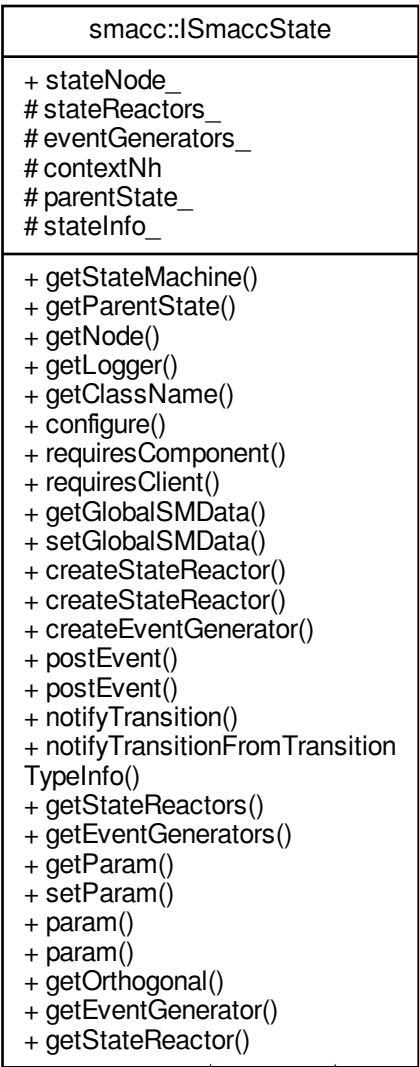 smacc::ISmaccState
+ stateNode_
# stateReactors_
# eventGenerators_
# contextNh
# parentState_
# stateInfo_
+ getStateMachine()
+ getParentState()
+ getNode()
+ getLogger()
+ getClassName()
+ configure()
+ requiresComponent()
+ requiresClient()
+ getGlobalSMData()
+ setGlobalSMData()
+ createStateReactor()
+ createStateReactor()
+ createEventGenerator()
+ postEvent()
+ postEvent()
+ notifyTransition()
+ notifyTransitionFromTransition
TypeInfo()
+ getStateReactors()
+ getEventGenerators()
+ getParam()
+ setParam()
+ param()
+ param()
+ getOrthogonal()
+ getEventGenerator()
+ getStateReactor()